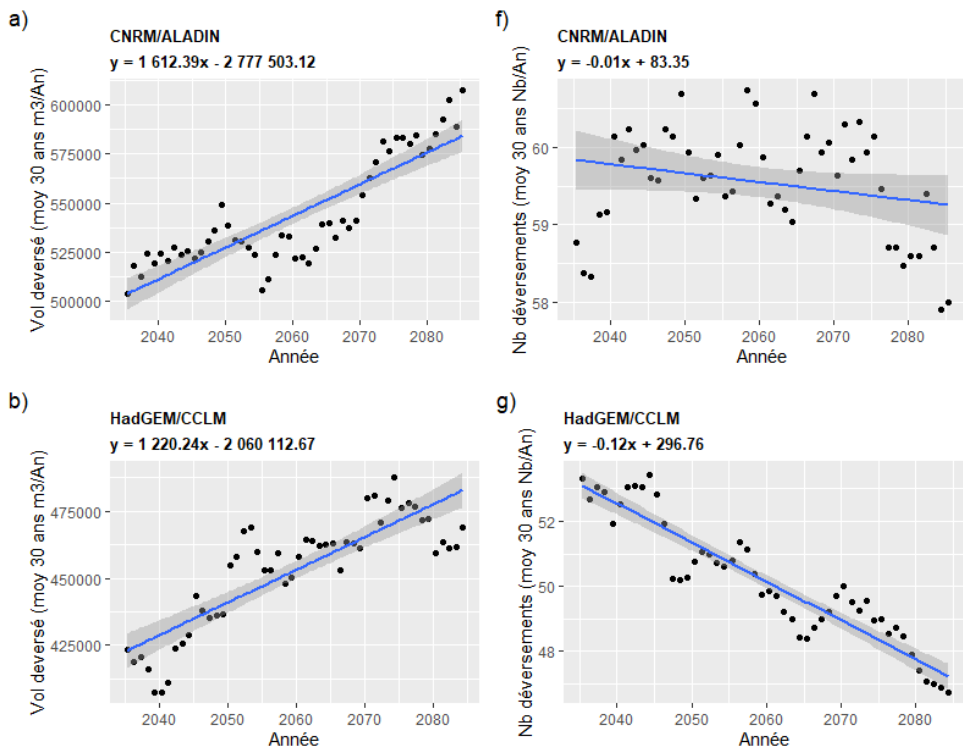 a)
CNRM/ALADIN
y = 1 612.39x - 2 777 503.12
Vol deversé (moy 30 ans m3/An)
600000
575000
550000
525000
500000
2040
2050
2060
2070
2080
Année
f)
CNRM/ALADIN
y = -0.01x + 83.35
Nb déversements (moy 30 ans Nb/An)
60
59
58
2040
2050
2060
2070
2080
Année
b)
HadGEM/CCLM
y = 1 220.24x - 2 060 112.67
Vol deversé (moy 30 ans m3/An)
475000
450000
425000
2040
2050
2060
2070
2080
Année
g)
HadGEM/CCLM
y = -0.12x + 296.76
Nb déversements (moy 30 ans Nb/An)
52
50
48
2040
2050
2060
2070
2080
Année